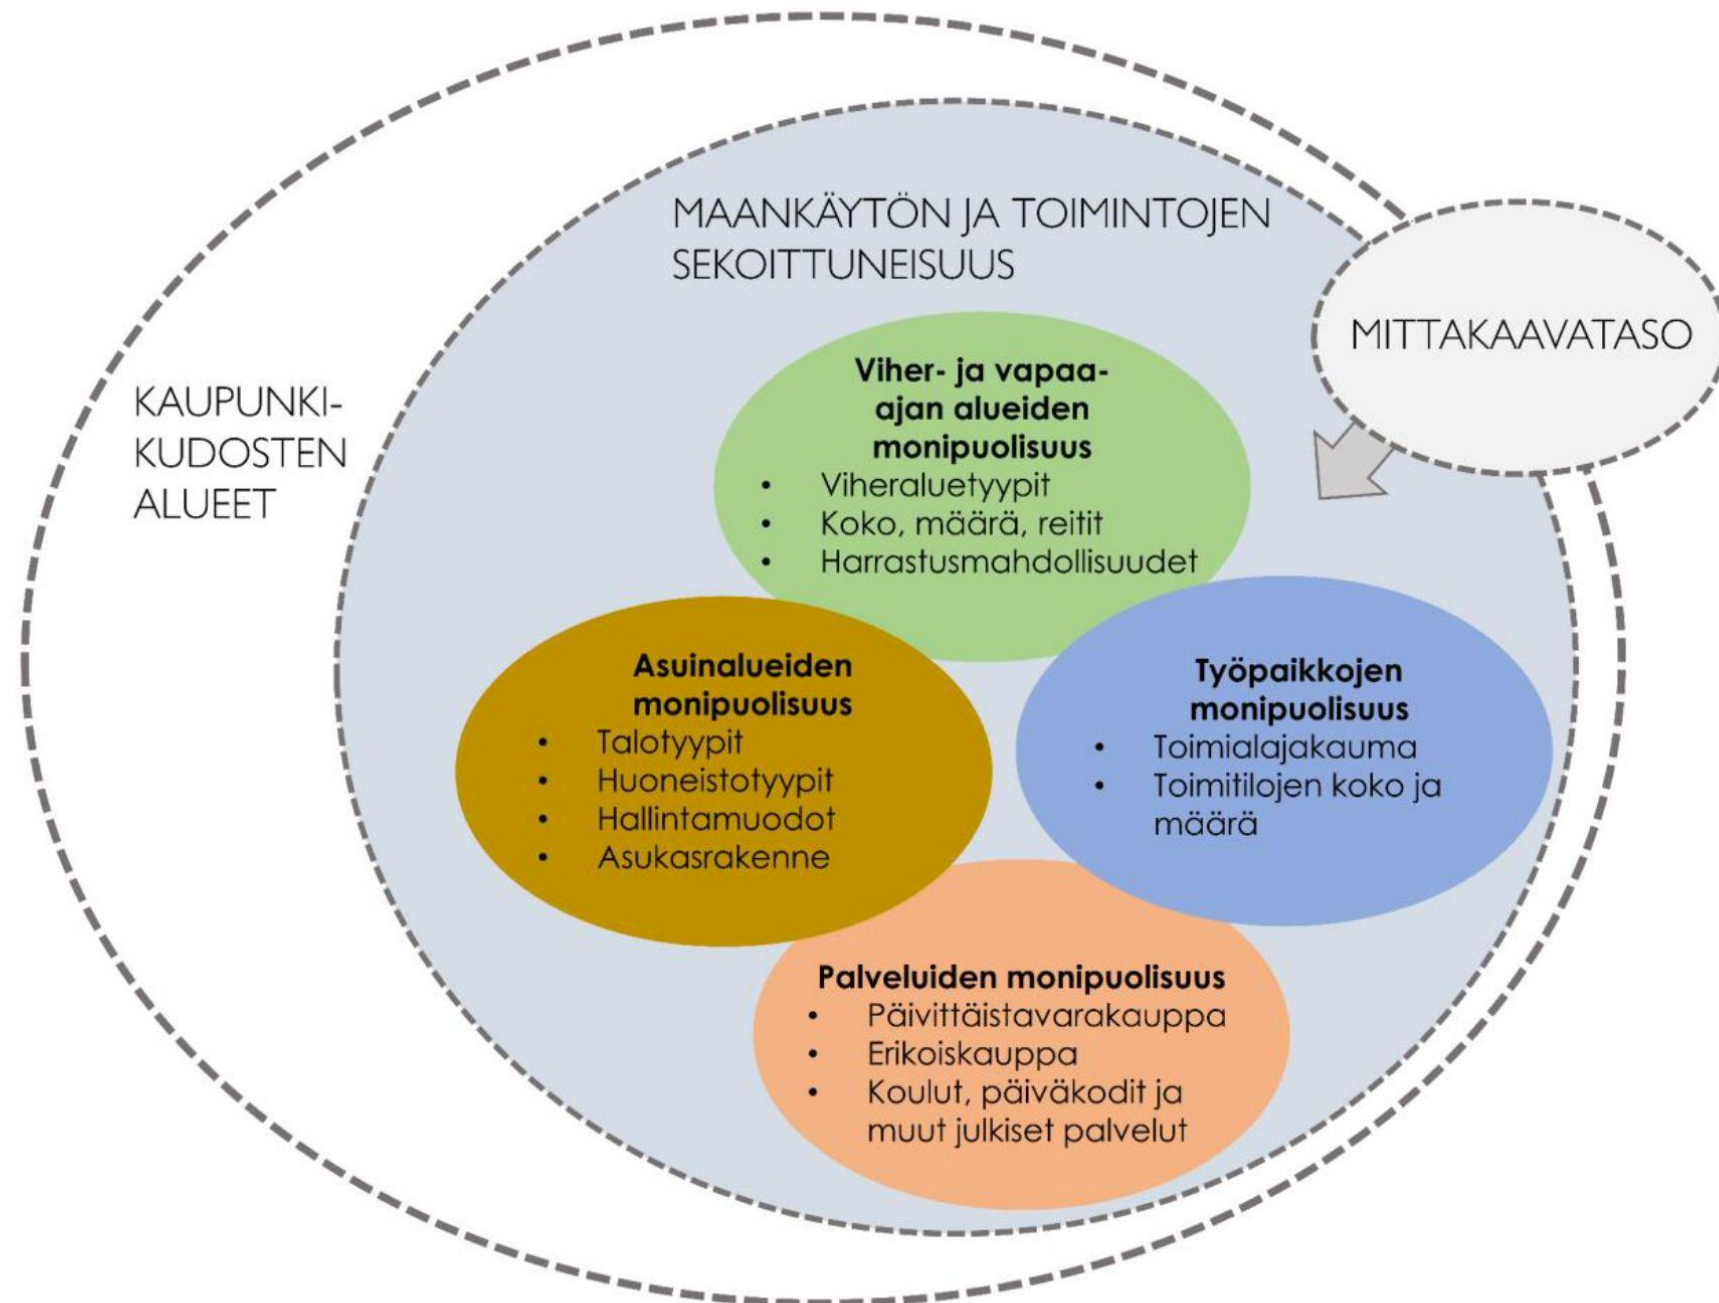 MAANKÄYTÖN JA TOIMINTOJEN
SEKOITTUNEISUUS
MITTAKAAVATASO
KAUPUNKI-
KUDOSTEN
ALUEET
Viher- ja vapaa-
ajan alueiden
monipuolisuus
• Viheraluetyypit
• Koko, määrä, reitit
• Harrastusmahdollisuudet
Asuinalueiden
monipuolisuus
• Talotyypit
• Huoneistotyypit
• Hallintamuodot
• Asukasrakenne
Työpaikkojen
monipuolisuus
• Toimialajakauma
• Toimitilojen koko ja
määrä
Palveluiden monipuolisuus
• Päivittäistavarakauppa
• Erikoiskauppa
• Koulut, päiväkodit ja
muut julkiset palvelut